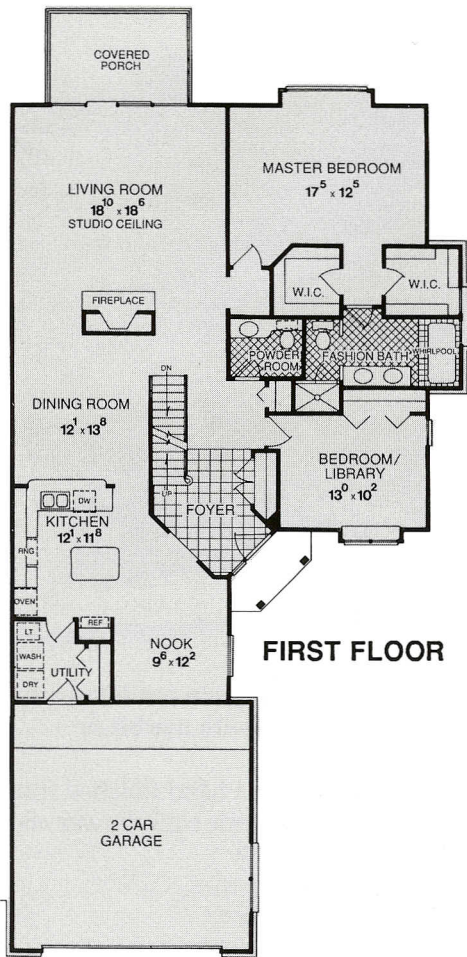 COVERED
PORCH
MASTER BEDROOM
17⁵ x 12⁵
LIVING ROOM
18¹⁰ x 18⁶
STUDIO CEILING
W.I.C.
W.I.C.
FIREPLACE
POWDER
ROOM
FASHION BATH
WHIRLPOOL
DN
DINING ROOM
12¹ x 13⁸
BEDROOM/
LIBRARY
13⁰ x 10²
UP
FOYER
DW
KITCHEN
12¹ x 11⁸
RNG
OVEN
REF
LT
WASH
DRY
UTILITY
NOOK
9⁶ x 12²
FIRST FLOOR
2 CAR
GARAGE